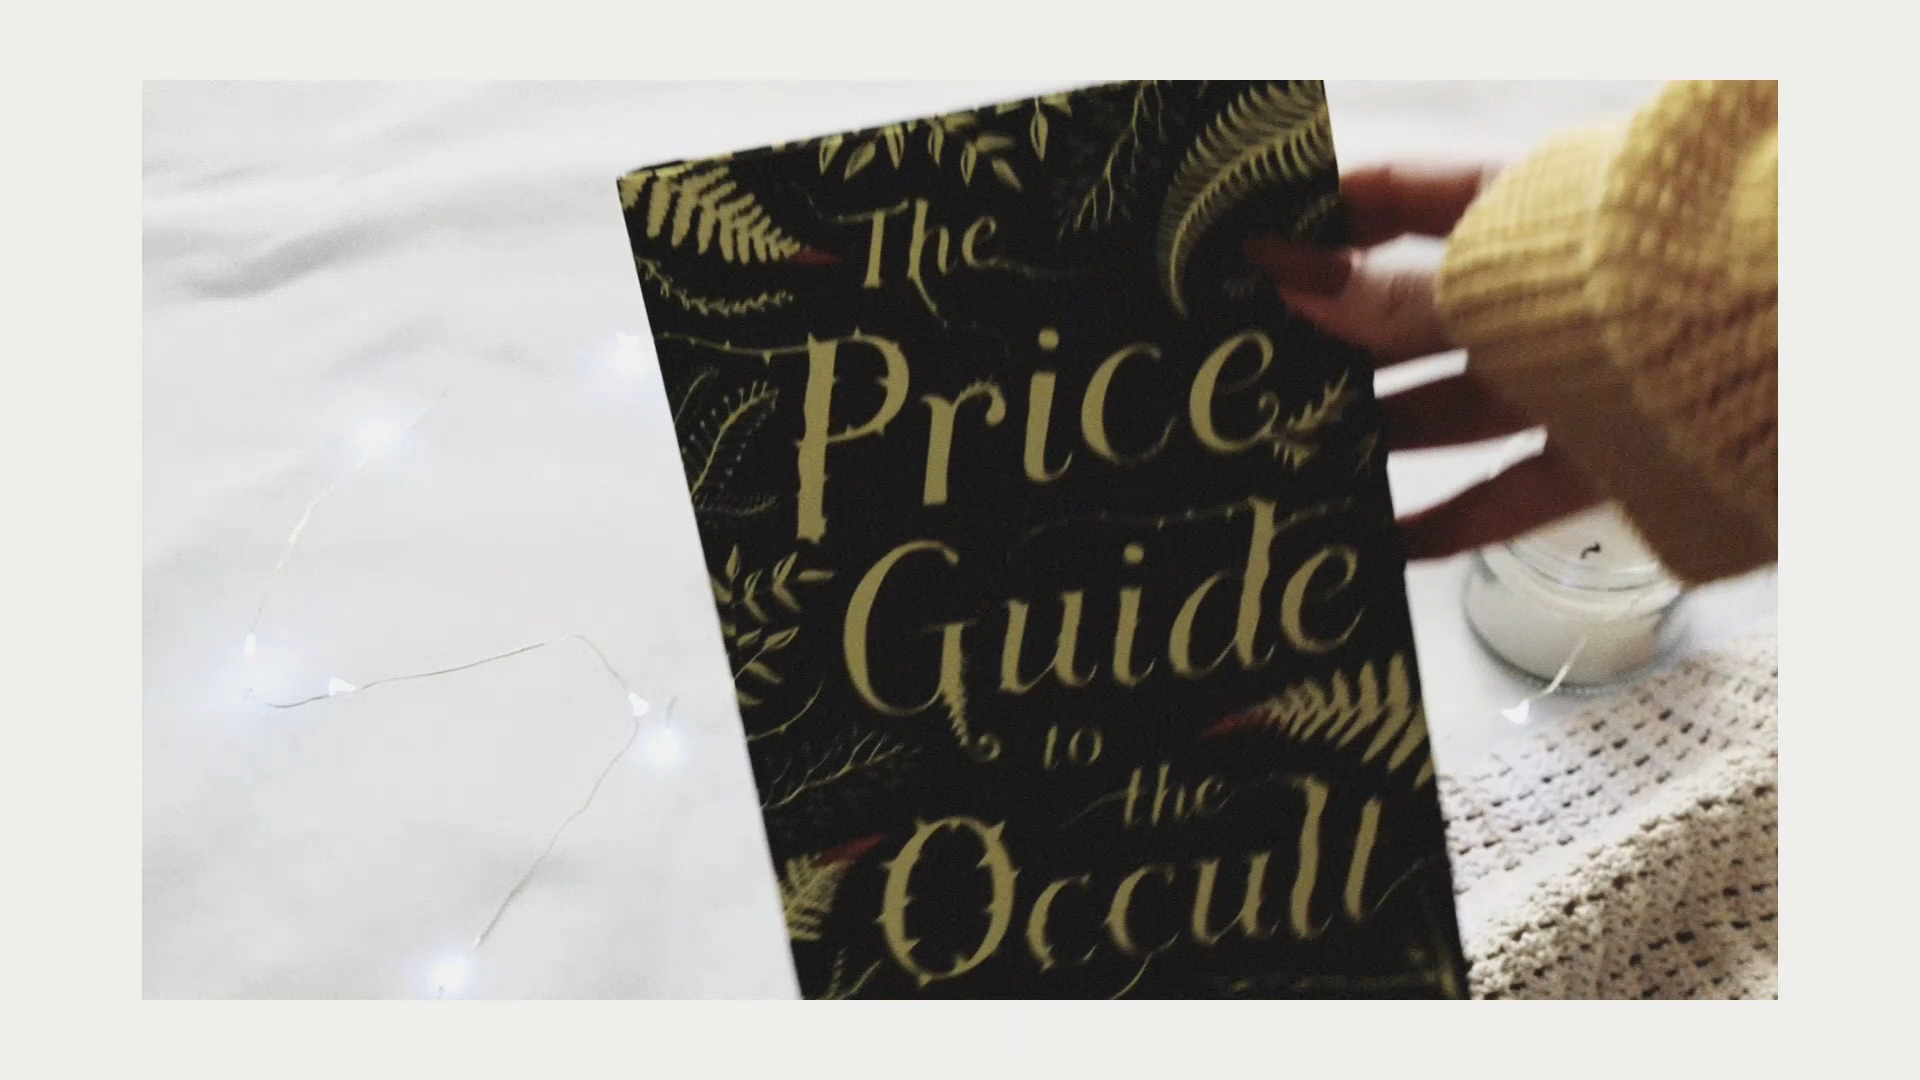 The
Price
Guide
to
the
Occult